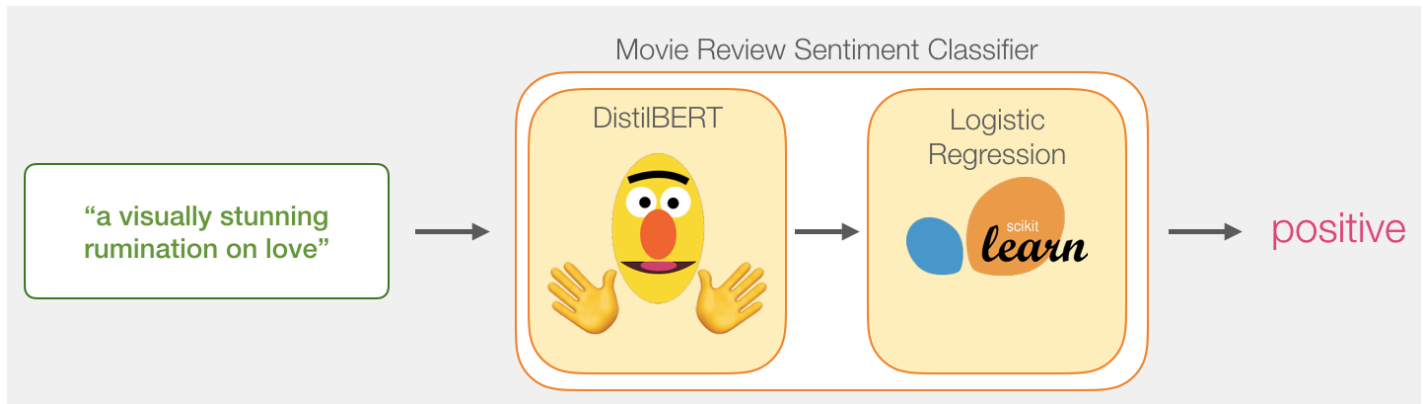 Movie Review Sentiment Classifier
DistilBERT
Logistic
Regression
“a visually stunning
rumination on love”
scikit
learn
positive